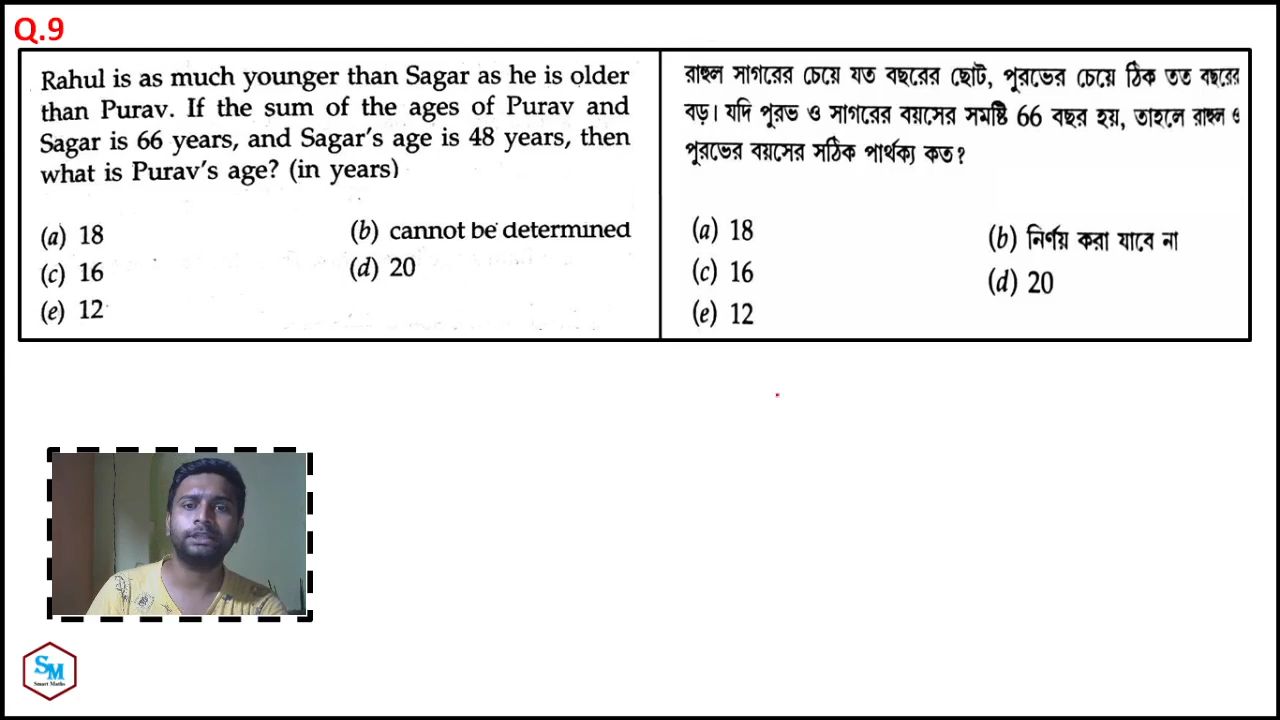 Q.9
Rahul is as much younger than Sagar as he is older
than Purav. If the sum of the ages of Purav and
Sagar is 66 years, and Sagar's age is 48 years, then
what is Purav's age? (in years)
(a) 18
(b) cannot be determined
(c) 16
(d) 20
(e) 12
রাহুল সাগরের চেয়ে যত বছরের ছোট, পুরভের চেয়ে ঠিক তত বছরের
বড়। যদি পুরভ ও সাগরের বয়সের সমষ্টি 66 বছর হয়, তাহলে রাহুল ও
পুরভের বয়সের সঠিক পার্থক্য কত?
(a) 18
(b) নির্ণয় করা যাবে না
(c) 16
(d) 20
(e) 12
SM
Smart Maths